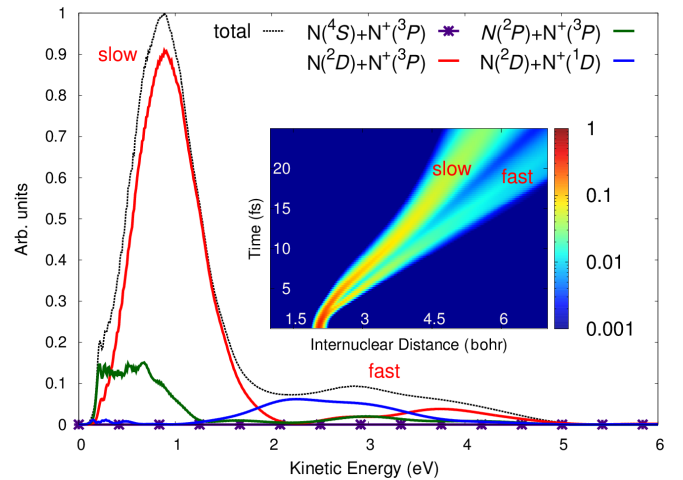 total N(⁴S)+N⁺(³P) N(²P)+N⁺(³P)
N(²D)+N⁺(³P) N(²D)+N⁺(¹D)
slow
1
0.9
0.8
0.7
0.6
0.5
0.4
0.3
0.2
0.1
0
Arb. units
Time (fs)
20
15
10
5
1.5 3 4.5 6
Internuclear Distance (bohr)
slow
fast
1
0.1
0.01
0.001
fast
0 1 2 3 4 5 6
Kinetic Energy (eV)